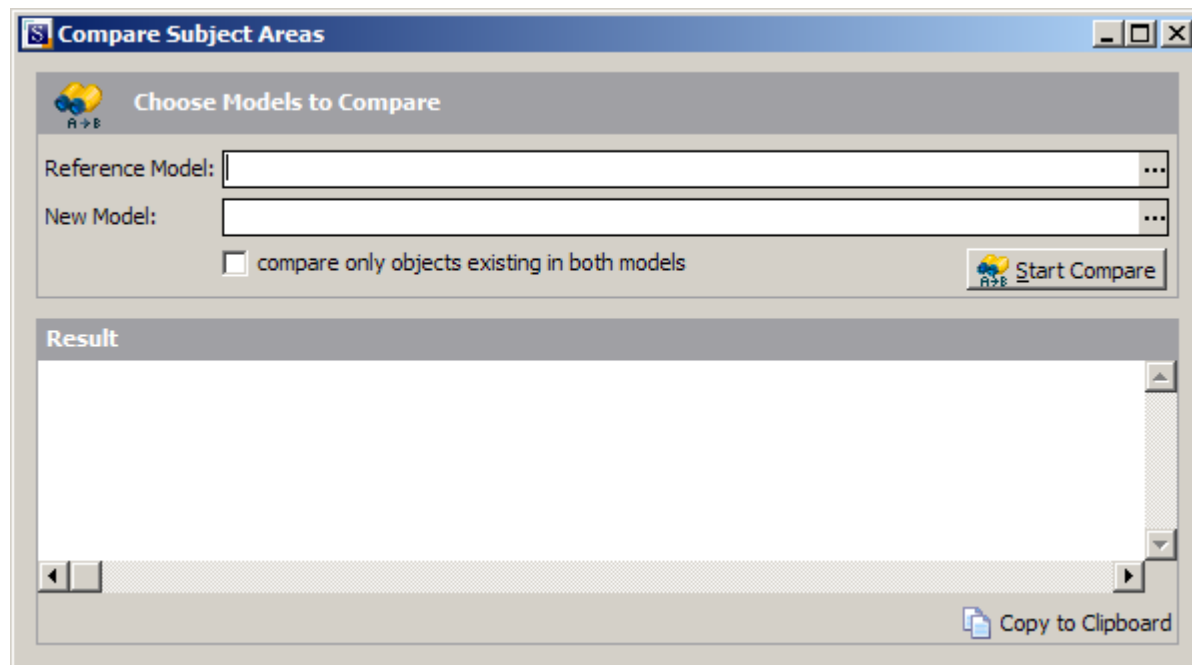 S Compare Subject Areas
Choose Models to Compare
A→B
Reference Model: ...
New Model: ...
compare only objects existing in both models
A→B Start Compare
Result
Copy to Clipboard